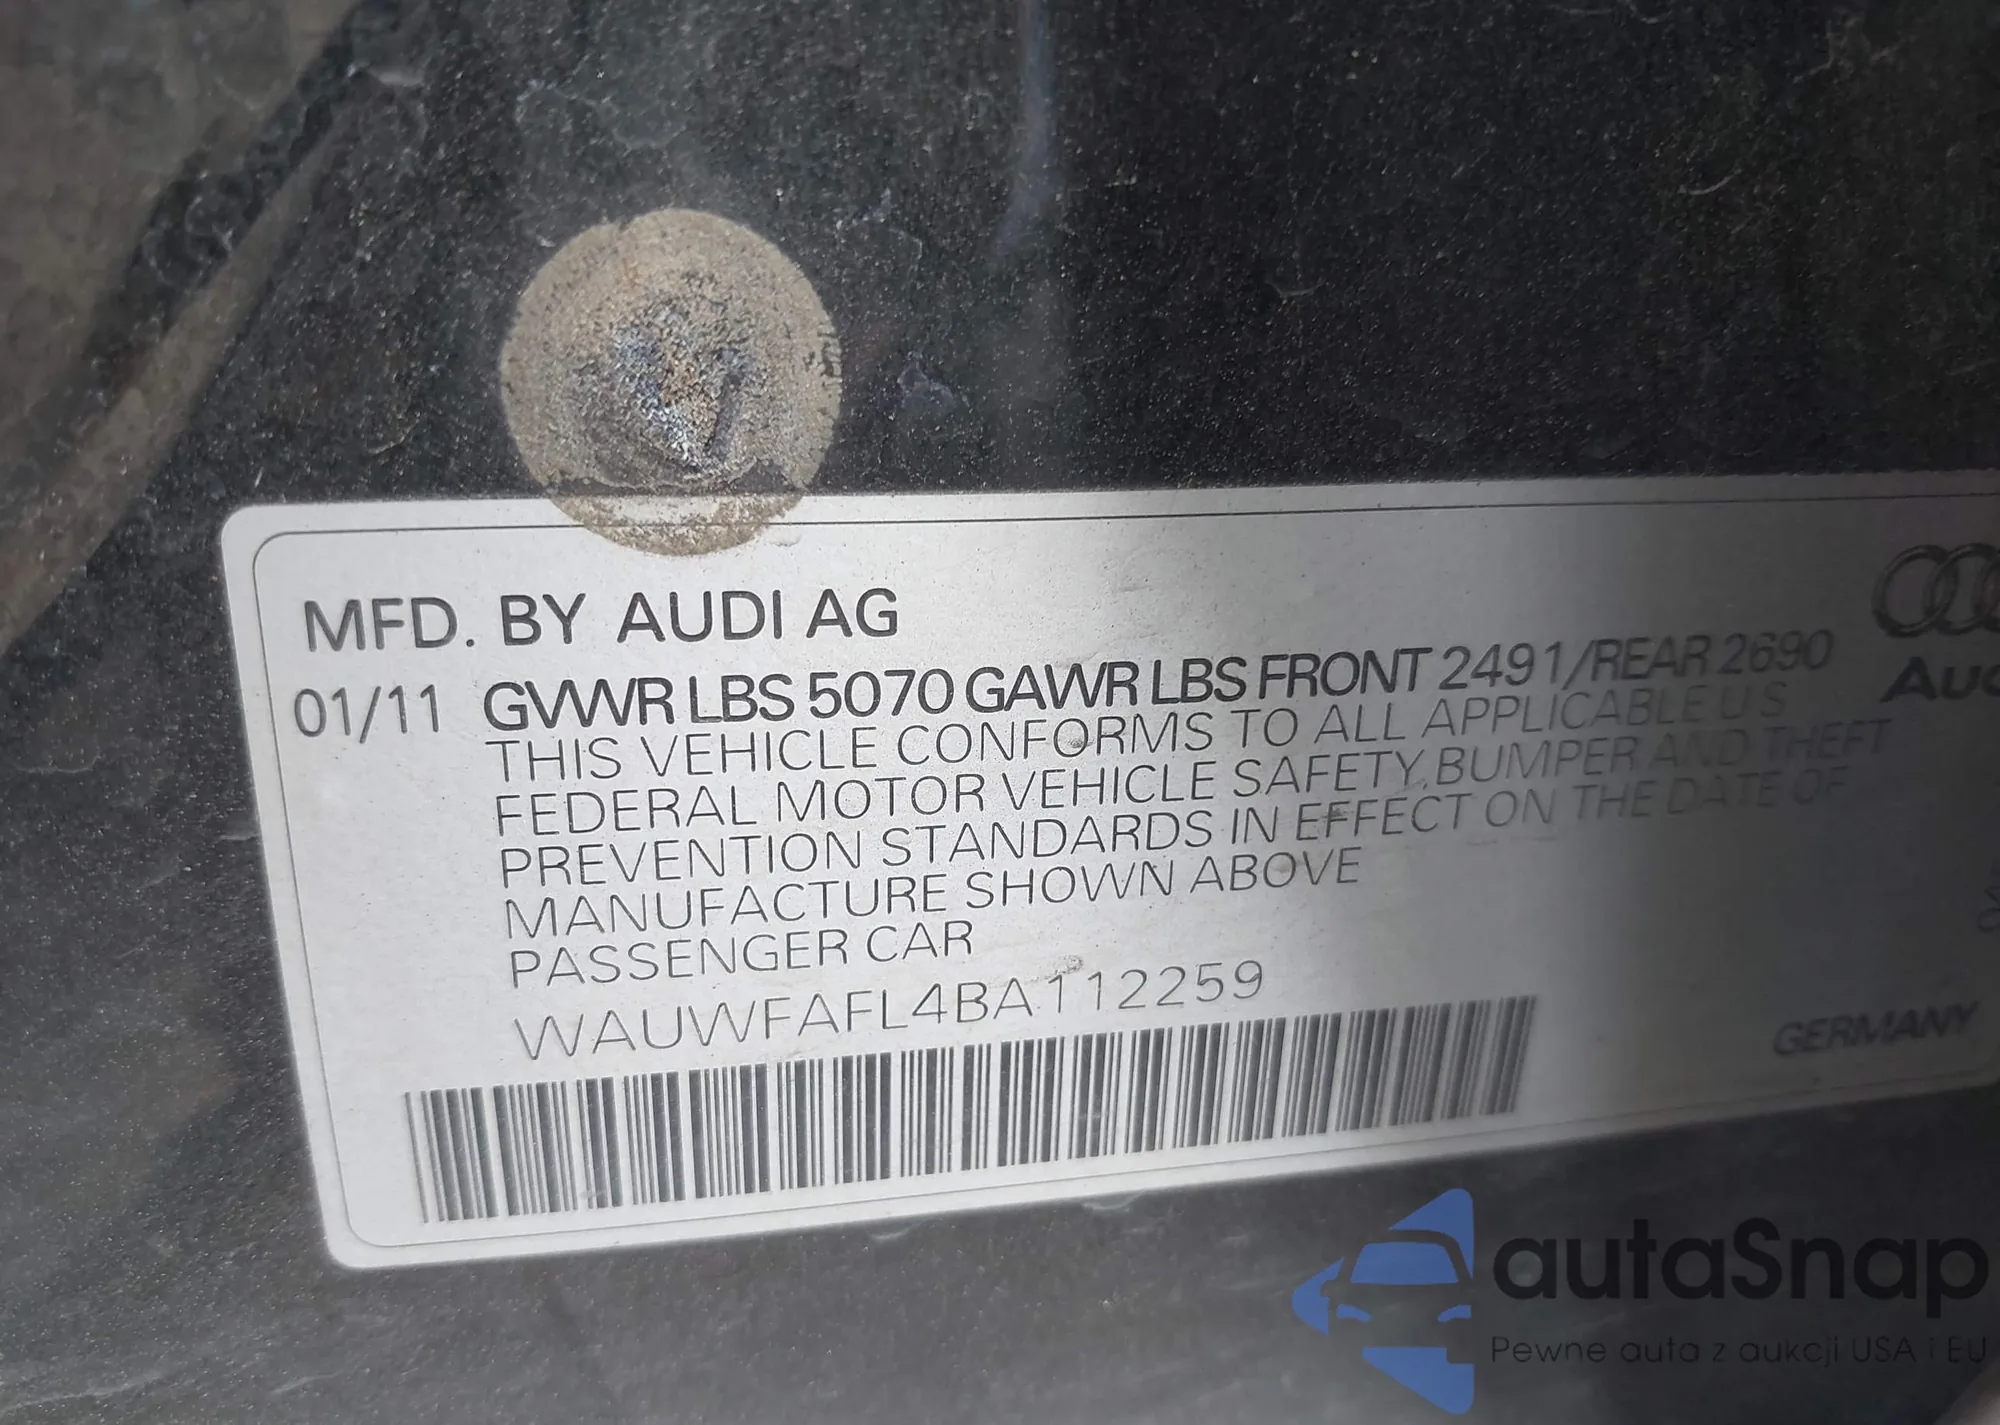 MFD. BY AUDI AG
01/11 GVWR LBS 5070 GAWR LBS FRONT 2491/REAR 2690
THIS VEHICLE CONFORMS TO ALL APPLICABLE US
FEDERAL MOTOR VEHICLE SAFETY, BUMPER AND THEFT
PREVENTION STANDARDS IN EFFECT ON THE DATE OF
MANUFACTURE SHOWN ABOVE
PASSENGER CAR
WAUWFAFL4BA112259
GERMANY
autaSnap
Pewne auta z aukcji USA i EU